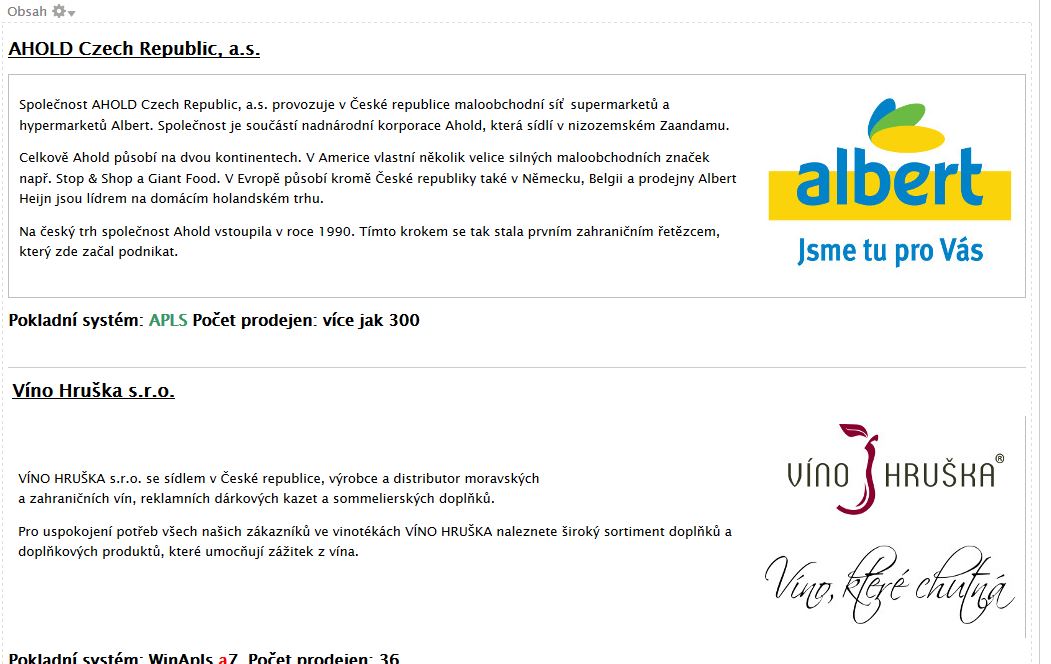 Obsah
AHOLD Czech Republic, a.s.
Společnost AHOLD Czech Republic, a.s. provozuje v České republice maloobchodní síť supermarketů a
hypermarketů Albert. Společnost je součástí nadnárodní korporace Ahold, která sídlí v nizozemském Zaandamu.
Celkově Ahold působí na dvou kontinentech. V Americe vlastní několik velice silných maloobchodních značek
např. Stop & Shop a Giant Food. V Evropě působí kromě České republiky také v Německu, Belgii a prodejny Albert
Heijn jsou lídrem na domácím holandském trhu.
Na český trh společnost Ahold vstoupila v roce 1990. Tímto krokem se tak stala prvním zahraničním řetězcem,
který zde začal podnikat.
albert
Jsme tu pro Vás
Pokladní systém: APLS Počet prodejen: více jak 300
Víno Hruška s.r.o.
VÍNO HRUŠKA s.r.o. se sídlem v České republice, výrobce a distributor moravských
a zahraničních vín, reklamních dárkových kazet a sommelierských doplňků.
Pro uspokojení potřeb všech našich zákazníků ve vinotékách VÍNO HRUŠKA naleznete široký sortiment doplňků a
doplňkových produktů, které umocňují zážitek z vína.
VÍNO HRUŠKA®
Víno, které chutná
Pokladní systém: WinApls a7 Počet prodejen: 36